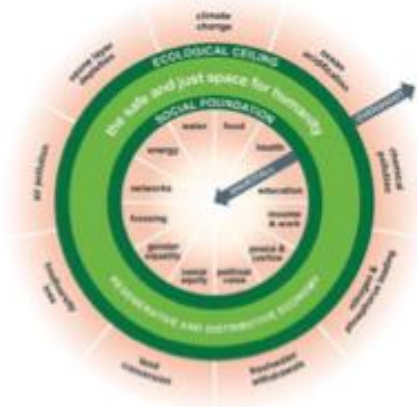 climate
change
ocean
acidification
chemical
pollution
nitrogen &
phosphorus loading
freshwater
withdrawals
land
conversion
biodiversity
loss
air pollution
ozone layer
depletion
ECOLOGICAL CEILING
the safe and just space for humanity
SOCIAL FOUNDATION
OVERSHOOT
SHORTFALL
water
food
health
education
income
& work
peace &
justice
political
voice
social
equity
gender
equality
housing
networks
energy
REGENERATIVE AND DISTRIBUTIVE ECONOMY